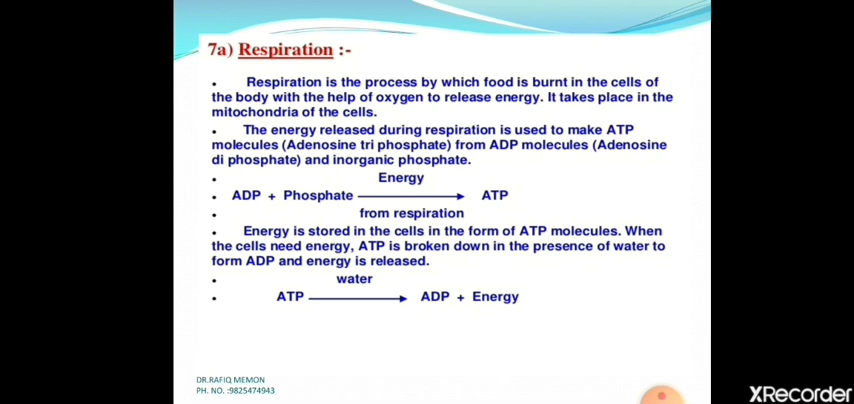 7a) Respiration :-
• Respiration is the process by which food is burnt in the cells of
the body with the help of oxygen to release energy. It takes place in the
mitochondria of the cells.
• The energy released during respiration is used to make ATP
molecules (Adenosine tri phosphate) from ADP molecules (Adenosine
di phosphate) and inorganic phosphate.
• Energy
• ADP + Phosphate ⟶ ATP
• from respiration
• Energy is stored in the cells in the form of ATP molecules. When
the cells need energy, ATP is broken down in the presence of water to
form ADP and energy is released.
• water
• ATP ⟶ ADP + Energy
DR.RAFIQ MEMON
PH. NO. :9825474943
XRecorder